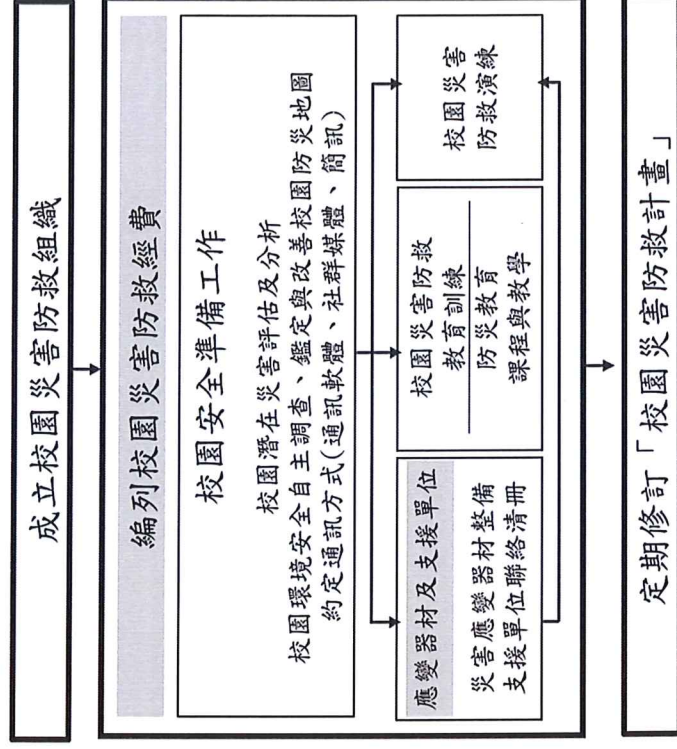 成立校園災害防救組織
編列校園災害防救經費
校園安全準備工作
校園潛在災害評估及分析
校園環境安全自主調查、鑑定與改善校園防災地圖
約定通訊方式(通訊軟體、社群媒體、簡訊)
應變器材及支援單位
災害應變器材整備
支援單位聯絡清冊
校園災害防救
教育訓練
防災教育
課程與教學
校園災害
防救演練
定期修訂「校園災害防救計畫」